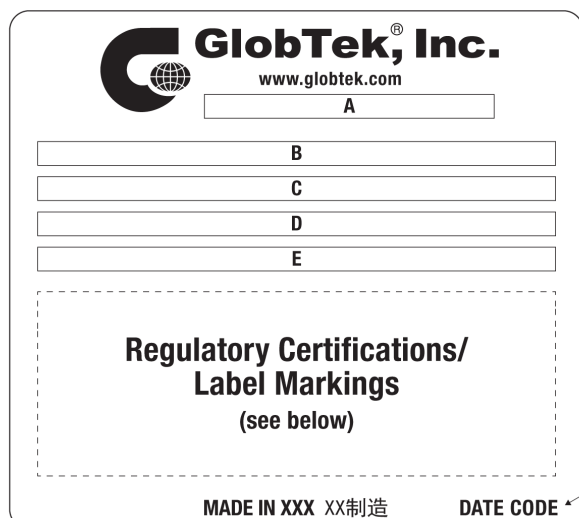 GlobTek,® Inc.
www.globtek.com
A
B
C
D
E
Regulatory Certifications/
Label Markings
(see below)
MADE IN XXX XX制造 DATE CODE